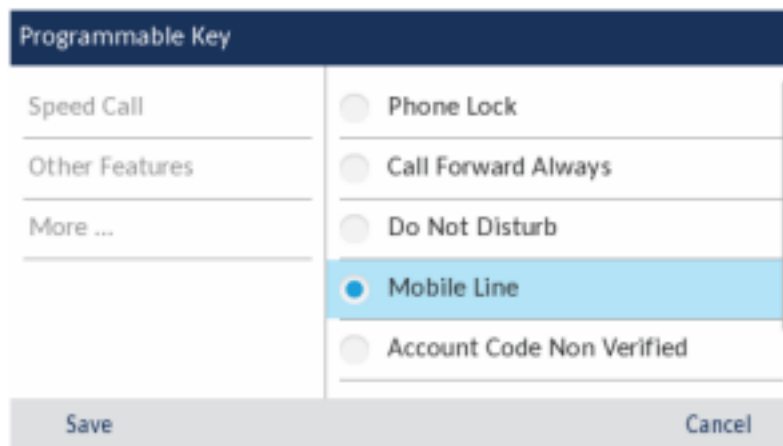 Programmable Key
Speed Call
Other Features
More ...
Phone Lock
Call Forward Always
Do Not Disturb
Mobile Line
Account Code Non Verified
Save
Cancel